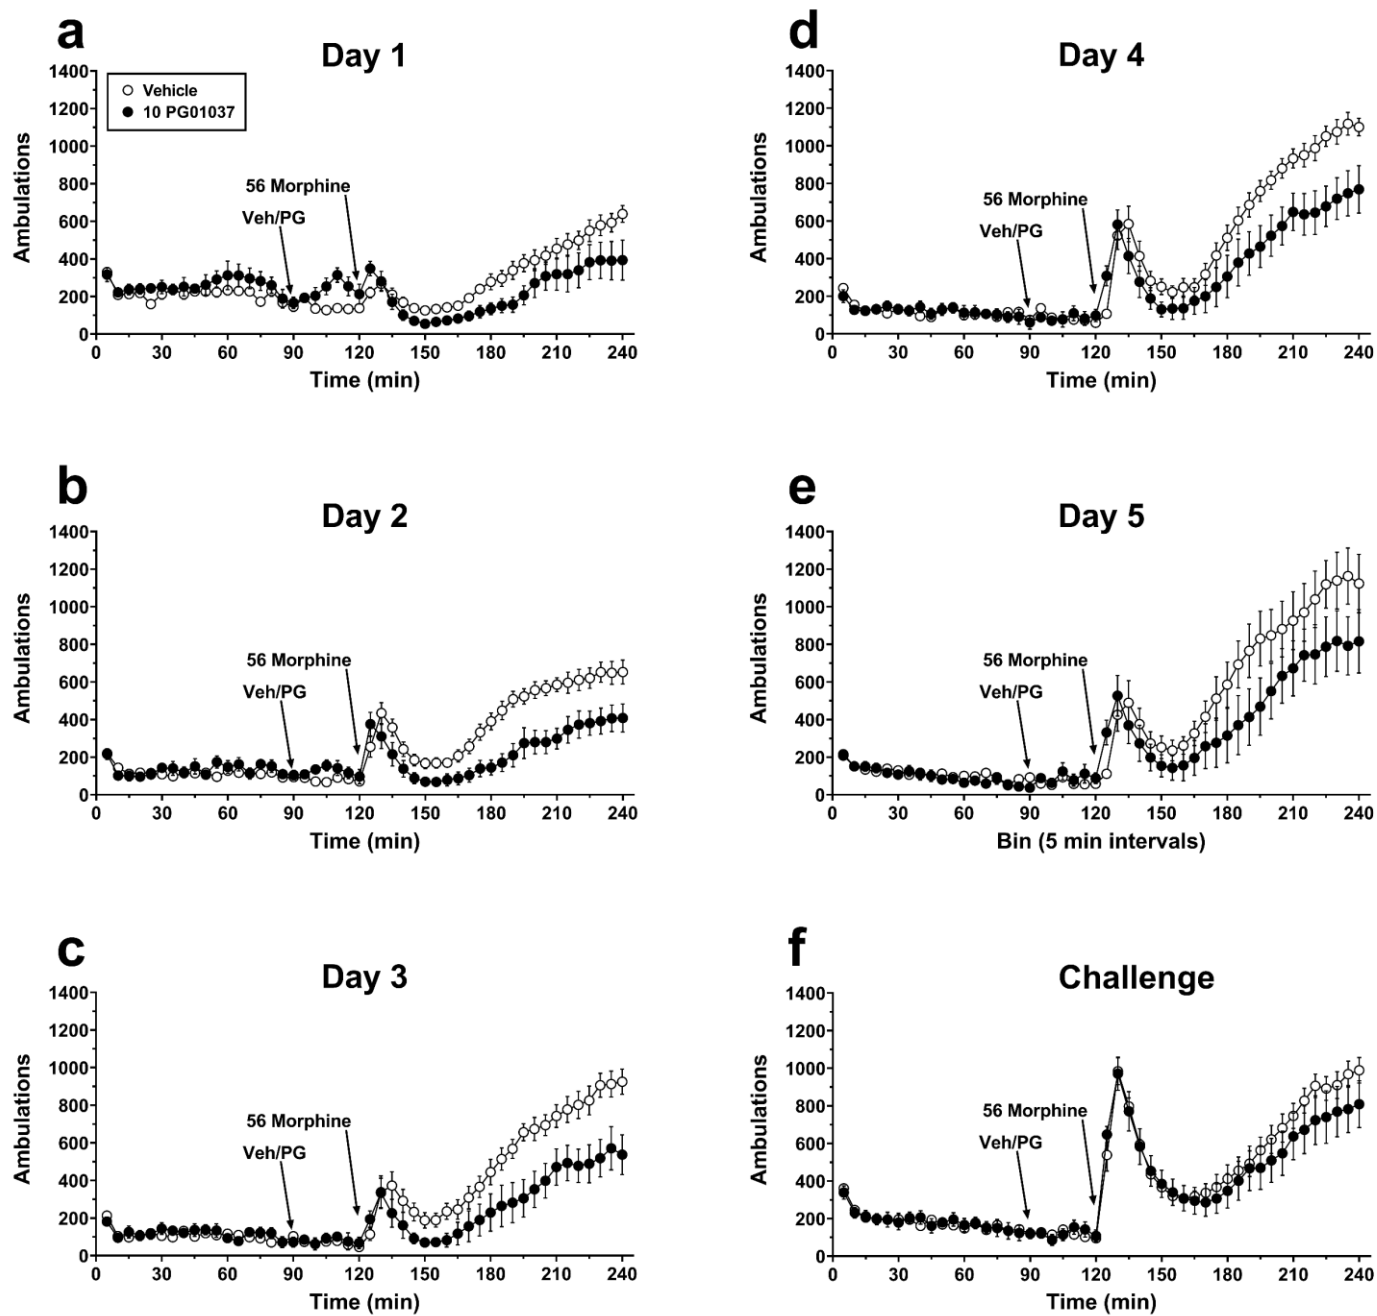 a
Day 1
1400
1200
1000
800
600
400
200
0
Ambulations
Vehicle
10 PG01037
56 Morphine
Veh/PG
0 30 60 90 120 150 180 210 240
Time (min)
b
Day 2
1400
1200
1000
800
600
400
200
0
Ambulations
56 Morphine
Veh/PG
0 30 60 90 120 150 180 210 240
Time (min)
c
Day 3
1400
1200
1000
800
600
400
200
0
Ambulations
56 Morphine
Veh/PG
0 30 60 90 120 150 180 210 240
Time (min)
d
Day 4
1400
1200
1000
800
600
400
200
0
Ambulations
56 Morphine
Veh/PG
0 30 60 90 120 150 180 210 240
Time (min)
e
Day 5
1400
1200
1000
800
600
400
200
0
Ambulations
56 Morphine
Veh/PG
0 30 60 90 120 150 180 210 240
Bin (5 min intervals)
f
Challenge
1400
1200
1000
800
600
400
200
0
Ambulations
56 Morphine
Veh/PG
0 30 60 90 120 150 180 210 240
Time (min)